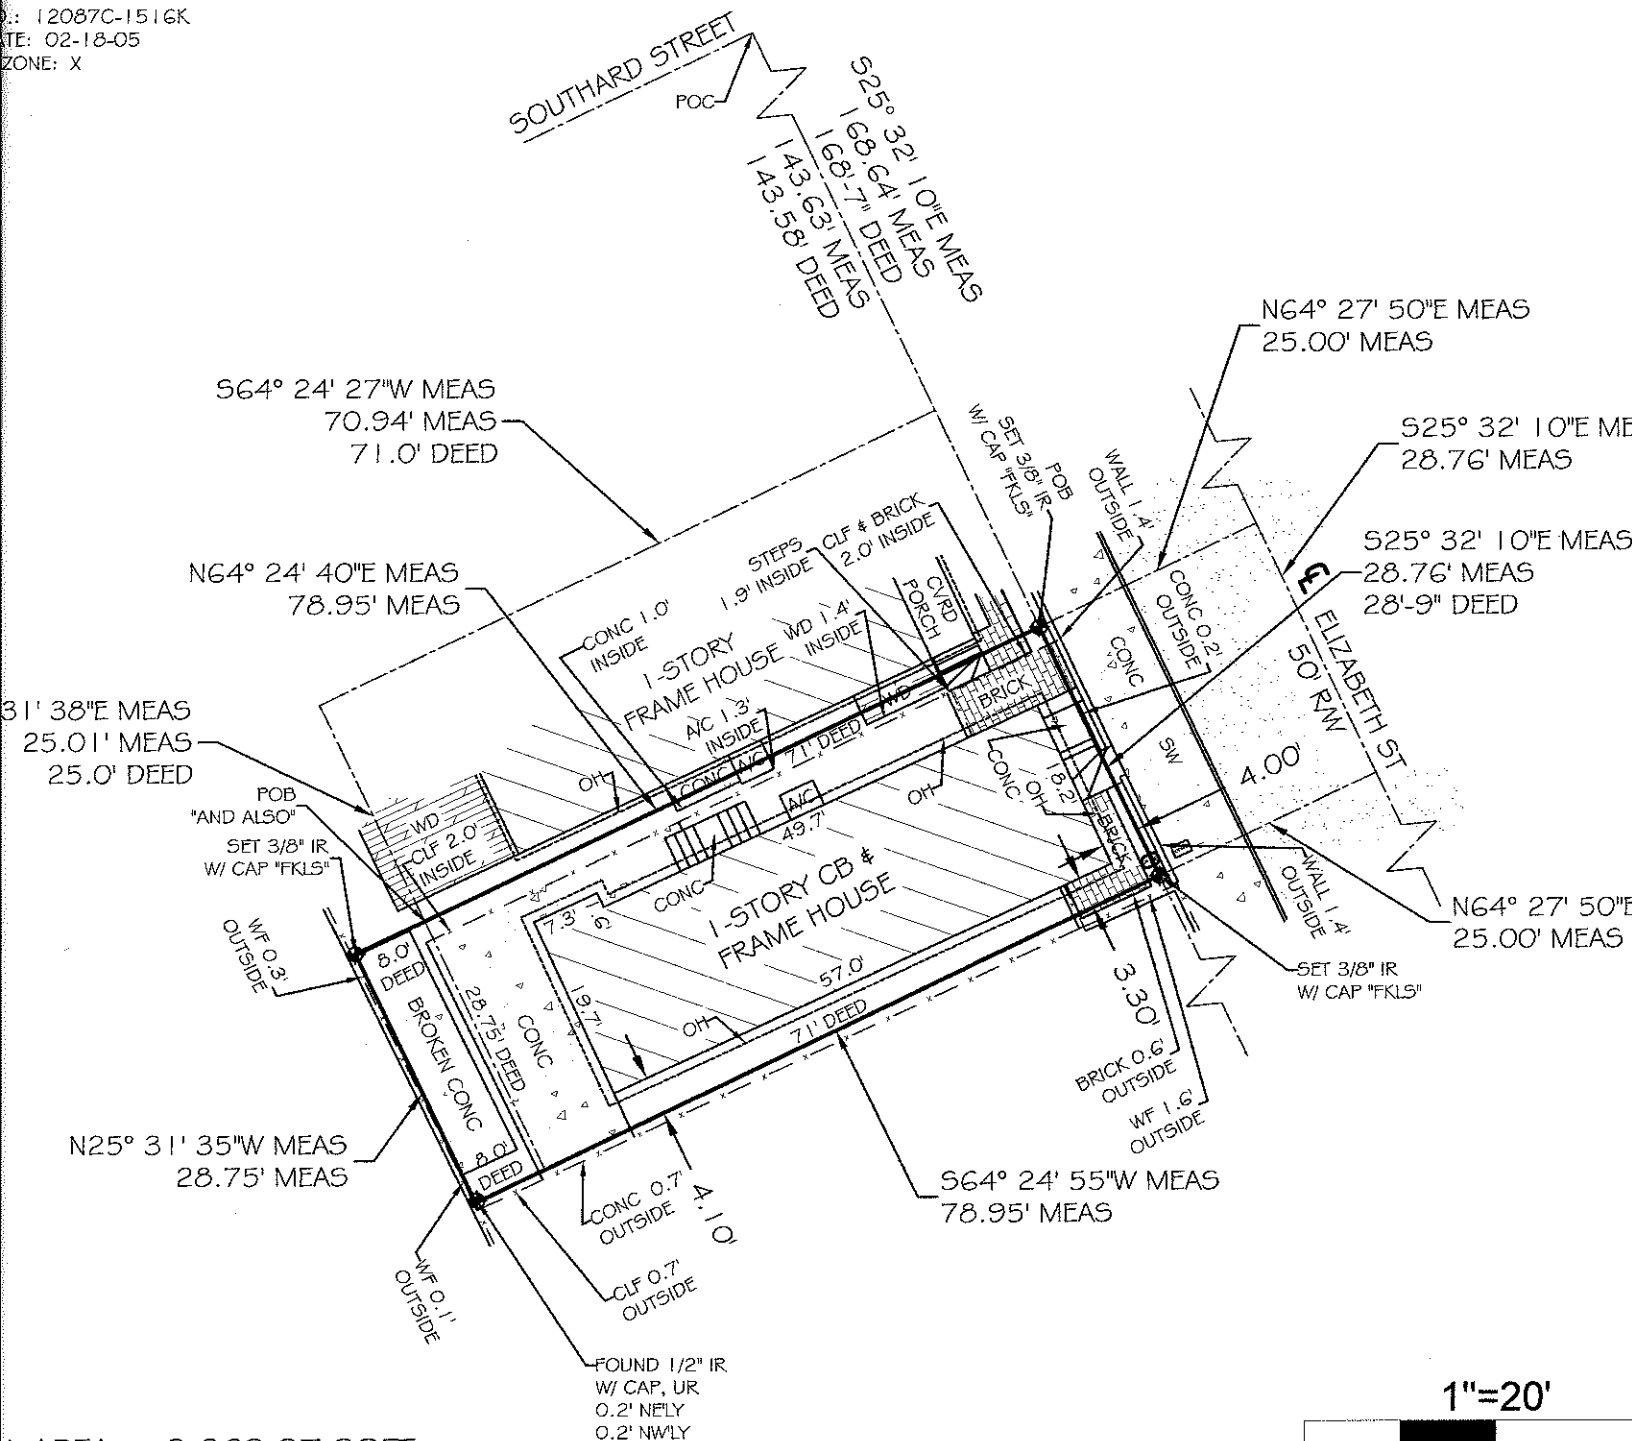 12087C-1516K
02-18-05
ZONE: X
SOUTHARD STREET
POC
S25° 32' 10"E MEAS
168.64' MEAS
168'-7" DEED
143.63' MEAS
143.58' DEED
N64° 27' 50"E MEAS
25.00' MEAS
S64° 24' 27"W MEAS
70.94' MEAS
71.0' DEED
S25° 32' 10"E
28.76' MEAS
POB
SET 3/8" IR
W/ CAP "FKLS"
WALL 1.4'
OUTSIDE
S25° 32' 10"E MEAS
28.76' MEAS
28'-9" DEED
N64° 24' 40"E MEAS
78.95' MEAS
CONC 1.0'
INSIDE
STEPS
1.9' INSIDE
CLF & BRICK
2.0' INSIDE
1-STORY
FRAME HOUSE
WD 1.4'
INSIDE
CVRD
PORCH
A/C 1.3'
INSIDE
CONC 0.2'
OUTSIDE
CONC
SW
℄
ELIZABETH ST
50' R/W
4.00'
31' 38"E MEAS
25.01' MEAS
25.0' DEED
POB
"AND ALSO"
SET 3/8" IR
W/ CAP "FKLS"
WD
CLF 2.0'
INSIDE
OH
CONC
A/C
71' DEED
WD
BRICK
A/C
49.7'
OH
CONC
18.2'
OH
BRICK
CONC
1-STORY CB &
FRAME HOUSE
7.3'
57.0'
19.7'
OH
71' DEED
WF 0.3'
OUTSIDE
8.0'
DEED
BROKEN CONC
28.75' DEED
CONC
8.0'
DEED
WALL 1.4'
OUTSIDE
N64° 27' 50"E
25.00' MEAS
SET 3/8" IR
W/ CAP "FKLS"
3.30'
BRICK 0.6'
OUTSIDE
WF 1.6'
OUTSIDE
N25° 31' 35"W MEAS
28.75' MEAS
S64° 24' 55"W MEAS
78.95' MEAS
CONC 0.7'
OUTSIDE
4.10'
CLF 0.7'
OUTSIDE
WF 0.1'
OUTSIDE
FOUND 1/2" IR
W/ CAP, UR
0.2' NE'LY
0.2' NW'LY
1"=20'